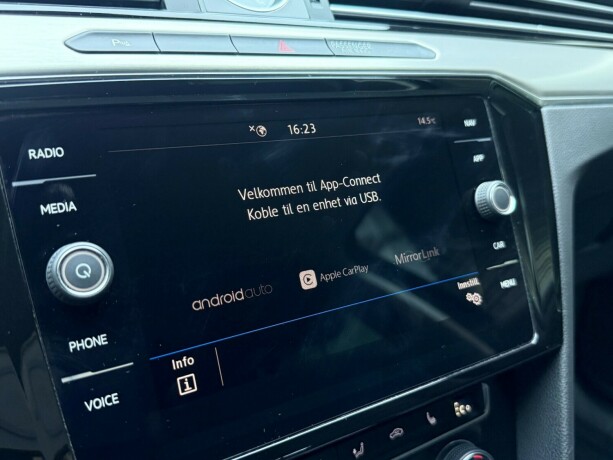 PASSENGER
16:23
14.5°C
NAV
RADIO
APP
Velkommen til App-Connect
Koble til en enhet via USB.
MEDIA
androidauto
Apple CarPlay
MirrorLink
CAR
Innstill.
MENU
PHONE
Info
i
VOICE